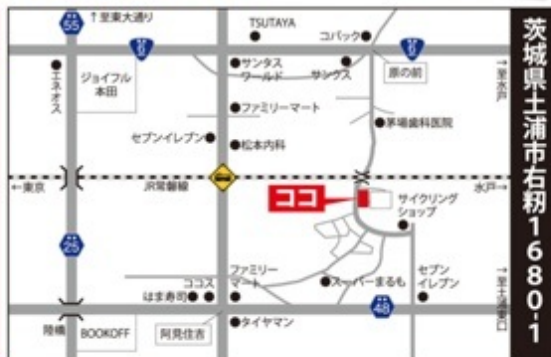 55
↑至東大通り
TSUTAYA
コパック
6
6
エネオス
ジョイフル
本田
サンタス
ワールド
サンクス
原の前
↑至水戸
ファミリーマート
セブンイレブン
松本内科
茅場歯科医院
←東京
JR常磐線
水戸→
ココ
サイクリング
ショップ
25
ココス
はま寿司
ファミリー
マート
スーパーまるも
セブン
イレブン
48
↑至土浦東口
陸橋
BOOKOFF
阿見住吉
タイヤマン
茨城県土浦市右籾1680-1